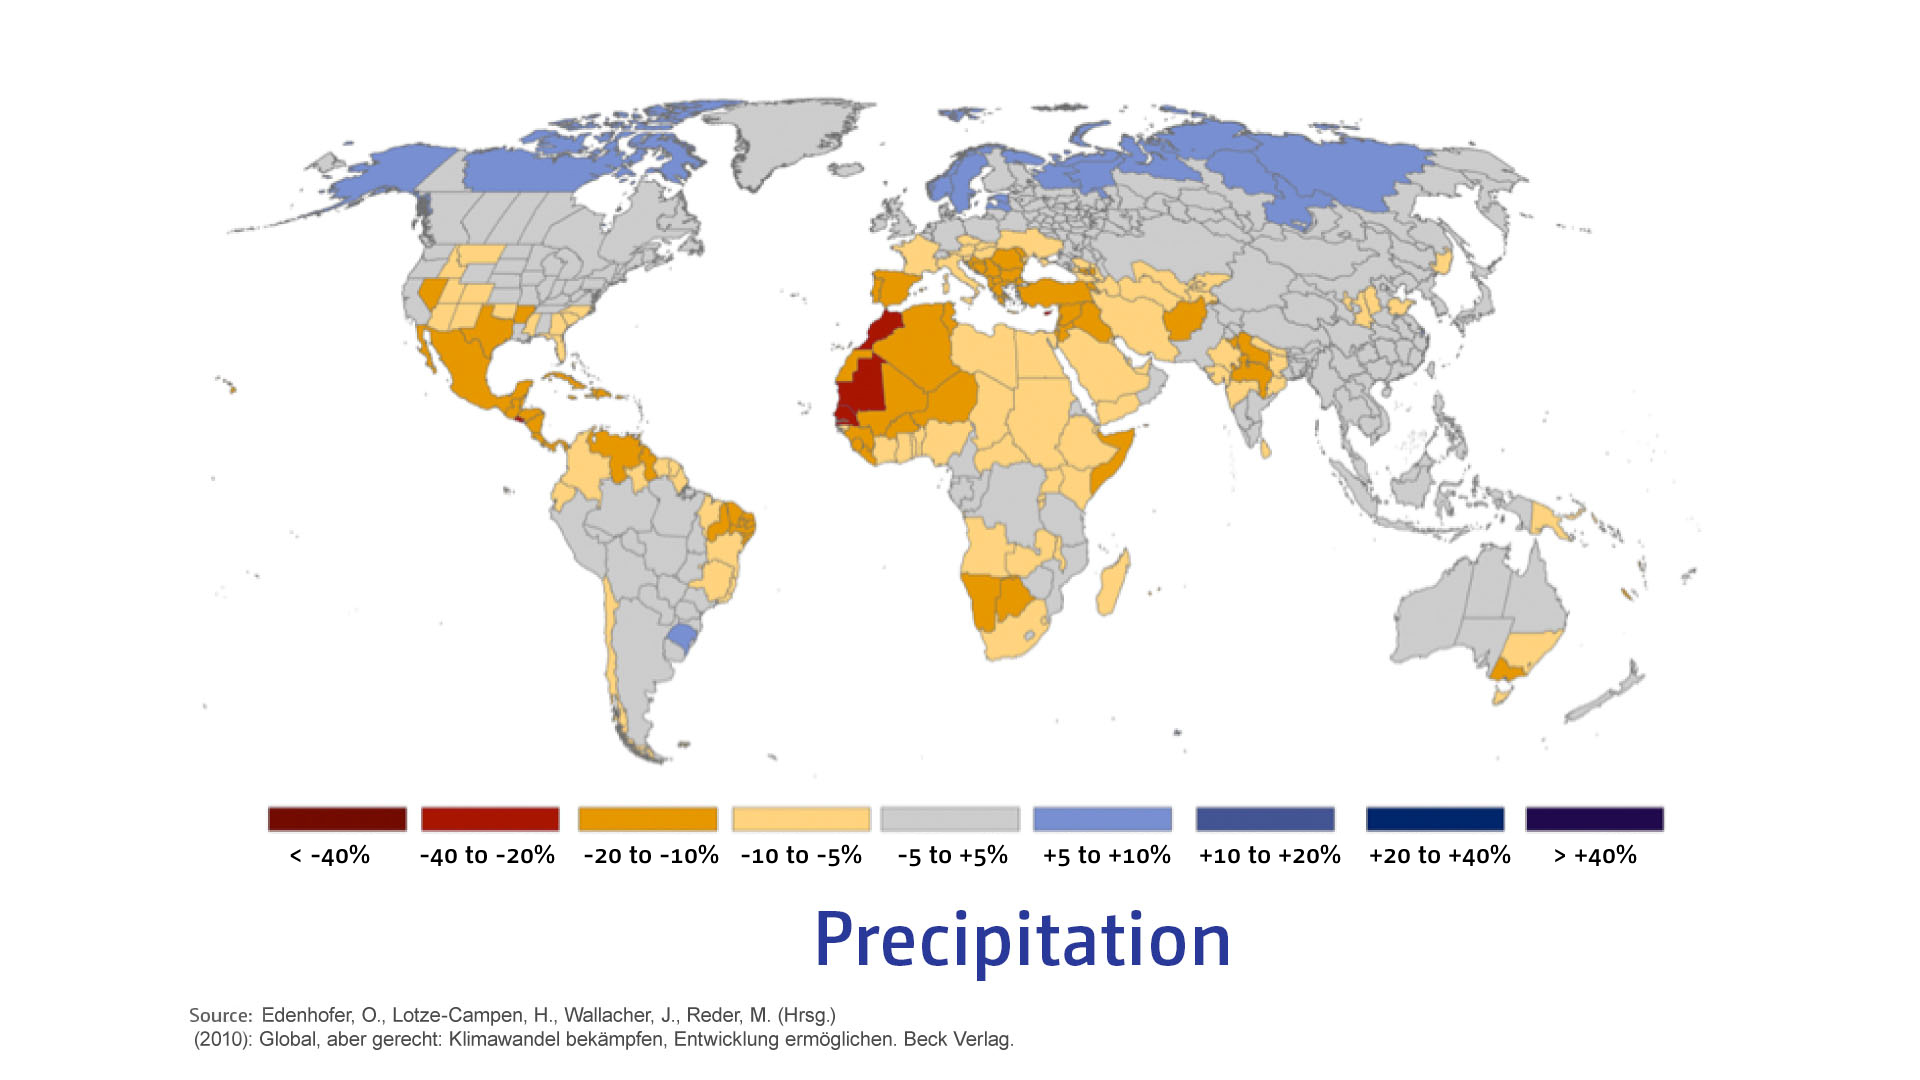 < -40% -40 to -20% -20 to -10% -10 to -5% -5 to +5% +5 to +10% +10 to +20% +20 to +40% > +40%
Precipitation
Source: Edenhofer, O., Lotze-Campen, H., Wallacher, J., Reder, M. (Hrsg.)
(2010): Global, aber gerecht: Klimawandel bekämpfen, Entwicklung ermöglichen. Beck Verlag.